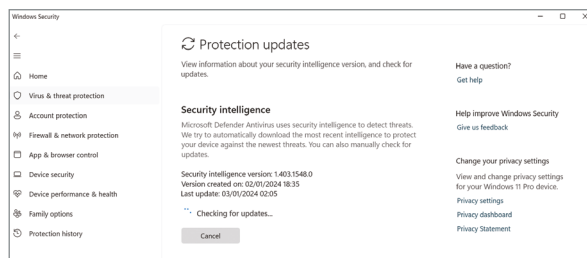 Windows Security
Home
Virus & threat protection
Account protection
Firewall & network protection
App & browser control
Device security
Device performance & health
Family options
Protection history
Protection updates
View information about your security intelligence version, and check for
updates.
Security intelligence
Microsoft Defender Antivirus uses security intelligence to detect threats.
We try to automatically download the most recent intelligence to protect
your device against the newest threats. You can also manually check for
updates.
Security intelligence version: 1.403.1548.0
Version created on: 02/01/2024 18:35
Last update: 03/01/2024 02:05
Checking for updates...
Cancel
Have a question?
Get help
Help improve Windows Security
Give us feedback
Change your privacy settings
View and change privacy settings
for your Windows 11 Pro device.
Privacy settings
Privacy dashboard
Privacy Statement